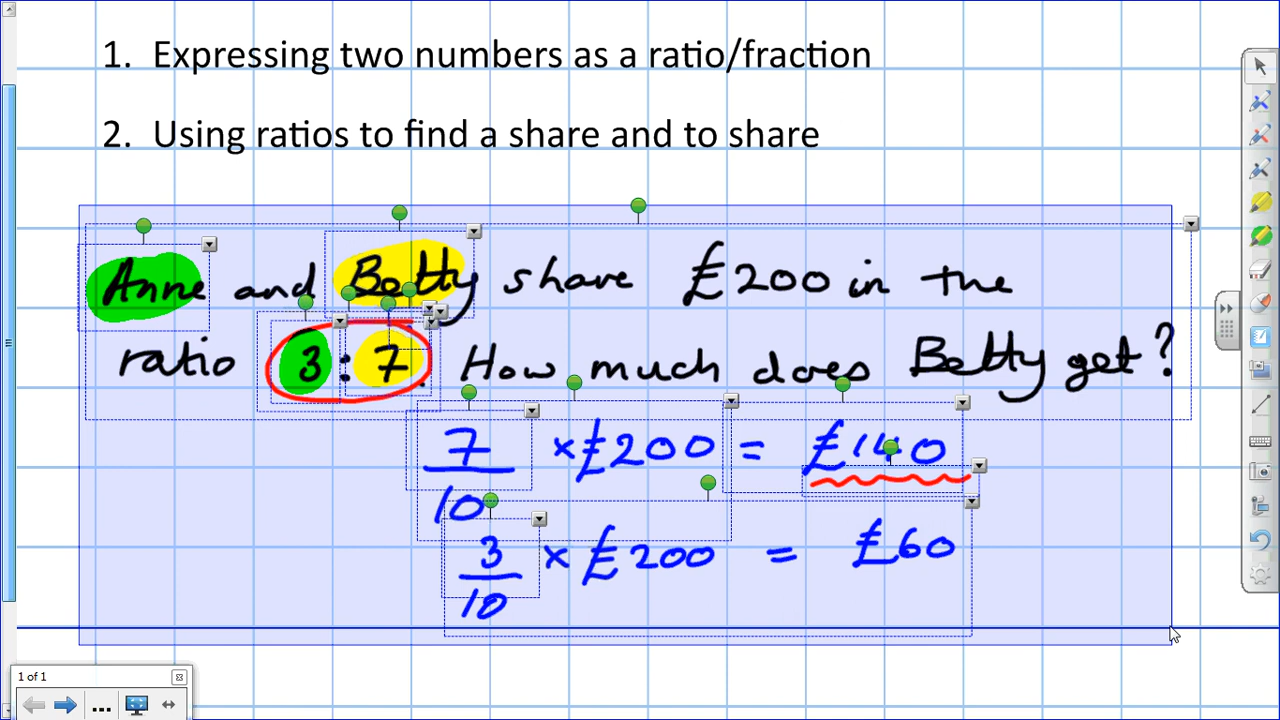 1. Expressing two numbers as a ratio/fraction
2. Using ratios to find a share and to share
Anne and Betty share £200 in the
ratio 3:7. How much does Betty get?
7/10 ×£200 = £140
3/10 ×£200 = £60
1 of 1